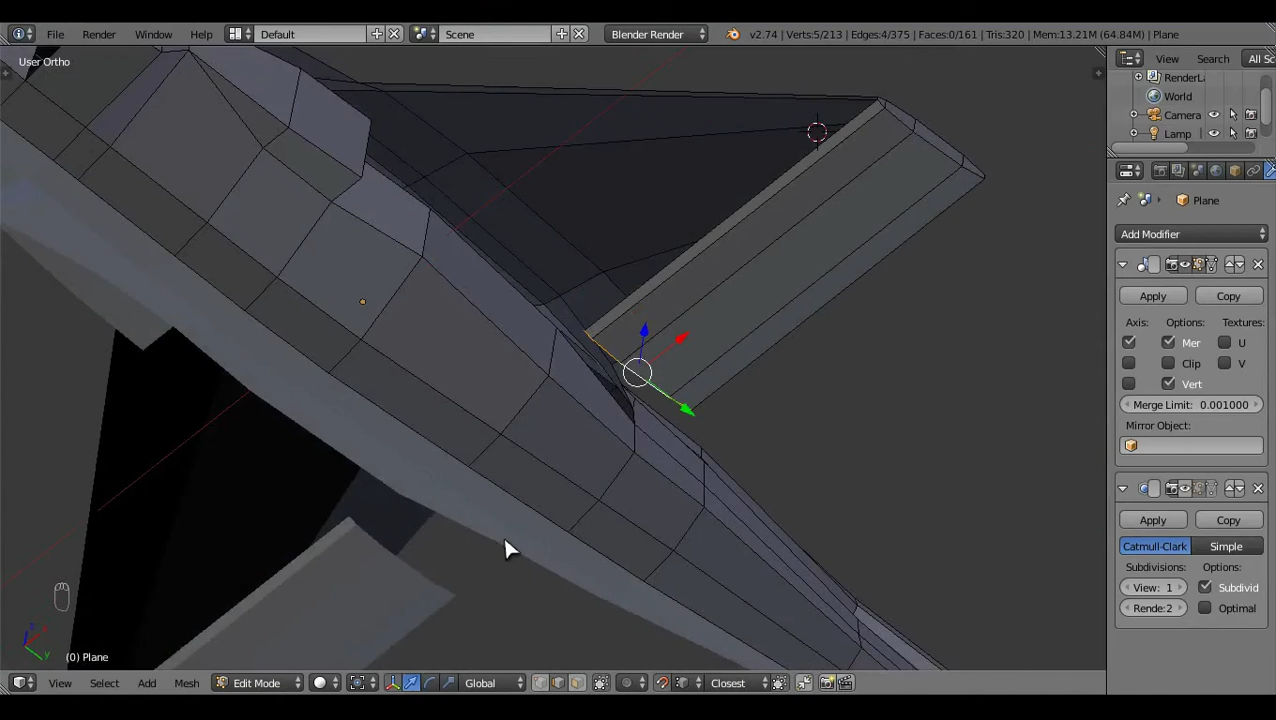 File Render Window Help Default Scene Blender Render v2.74 | Verts:5/213 | Edges:4/375 | Faces:0/161 | Tris:320 | Mem:13.21M (64.84M) | Plane
User Ortho
View Search All Sc
RenderLa
World
Camera
Lamp
Plane
Add Modifier
Apply Copy
Axis: Options: Textures:
Mer U
Clip V
Vert
Merge Limit: 0.001000
Mirror Object:
Apply Copy
Catmull-Clark Simple
Subdivisions: Options:
View: 1 Subdivid
Rende:2 Optimal
z
y
(0) Plane
View Select Add Mesh Edit Mode Global Closest